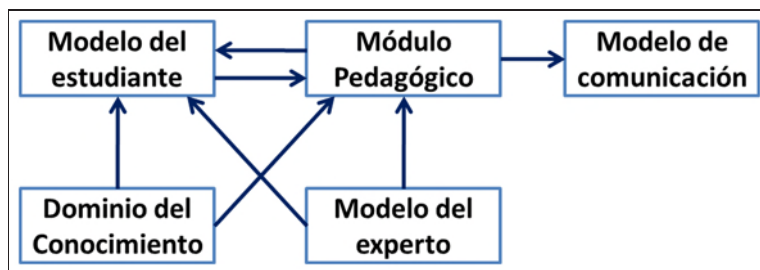 Modelo del
estudiante
Módulo
Pedagógico
Modelo de
comunicación
Dominio del
Conocimiento
Modelo del
experto